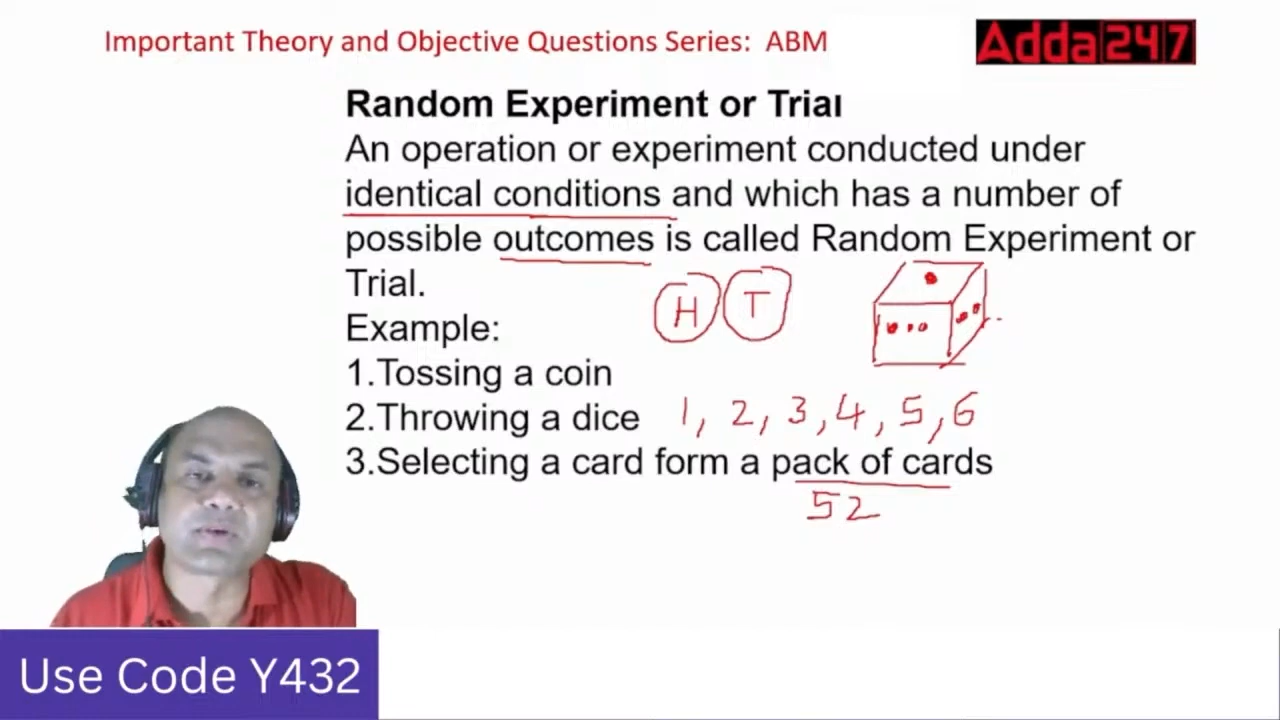 Important Theory and Objective Questions Series: ABM
Adda247
Random Experiment or Trial
An operation or experiment conducted under
identical conditions and which has a number of
possible outcomes is called Random Experiment or
Trial.
H T
Example:
1.Tossing a coin
2.Throwing a dice 1, 2, 3, 4, 5, 6
3.Selecting a card form a pack of cards
52
Use Code Y432